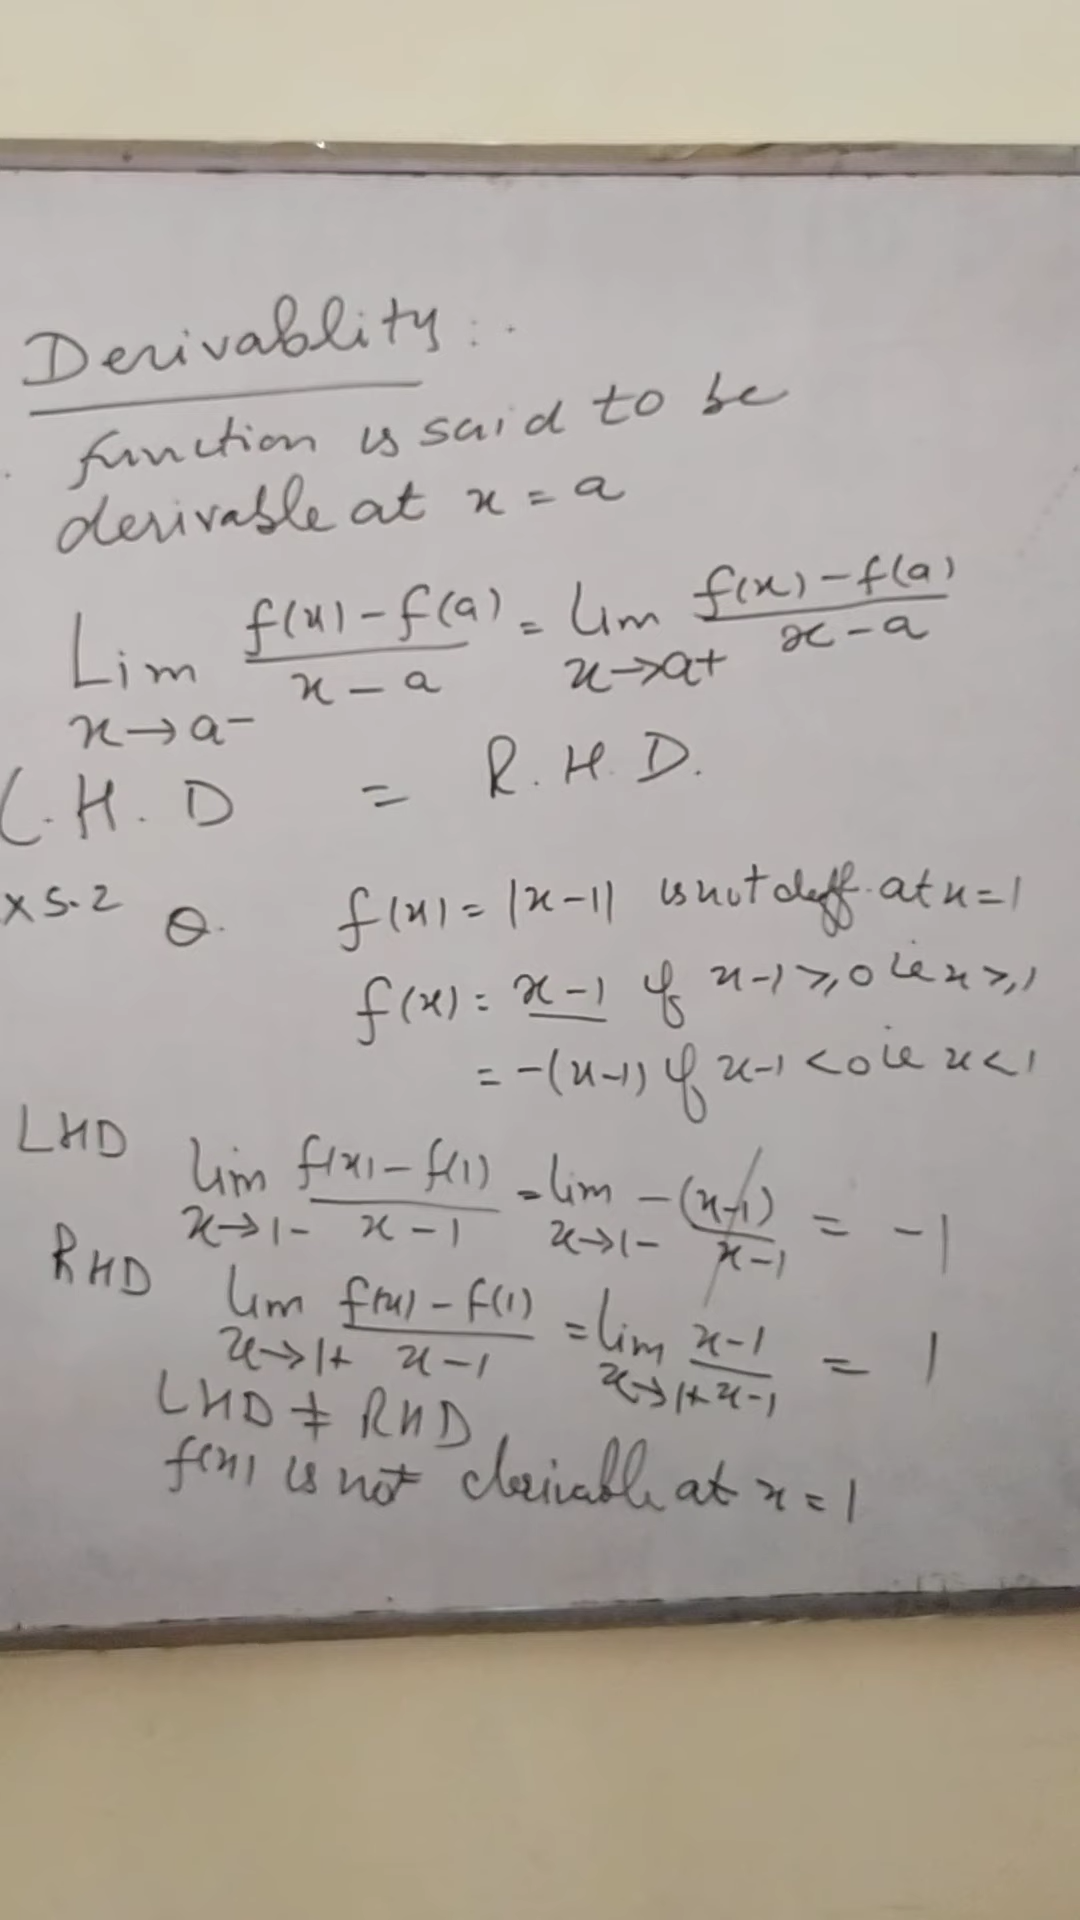 Derivablity :.
function is said to be
derivable at x = a
Lim x→a- f(x)-f(a)/x-a = Lim x→a+ f(x)-f(a)/x-a
L.H.D = R.H.D.
x 5.2 Q. f(x) = |x-1| is not diff. at x=1
f(x) = x-1 if x-1 ≥ 0 ie x ≥ 1
= -(x-1) if x-1 < 0 ie x < 1
LHD lim x→1- f(x)-f(1)/x-1 = lim x→1- -(x-1)/x-1 = -1
RHD lim x→1+ f(x)-f(1)/x-1 = lim x→1+ x-1/x-1 = 1
LHD ≠ RHD
f(x) is not derivable at x = 1